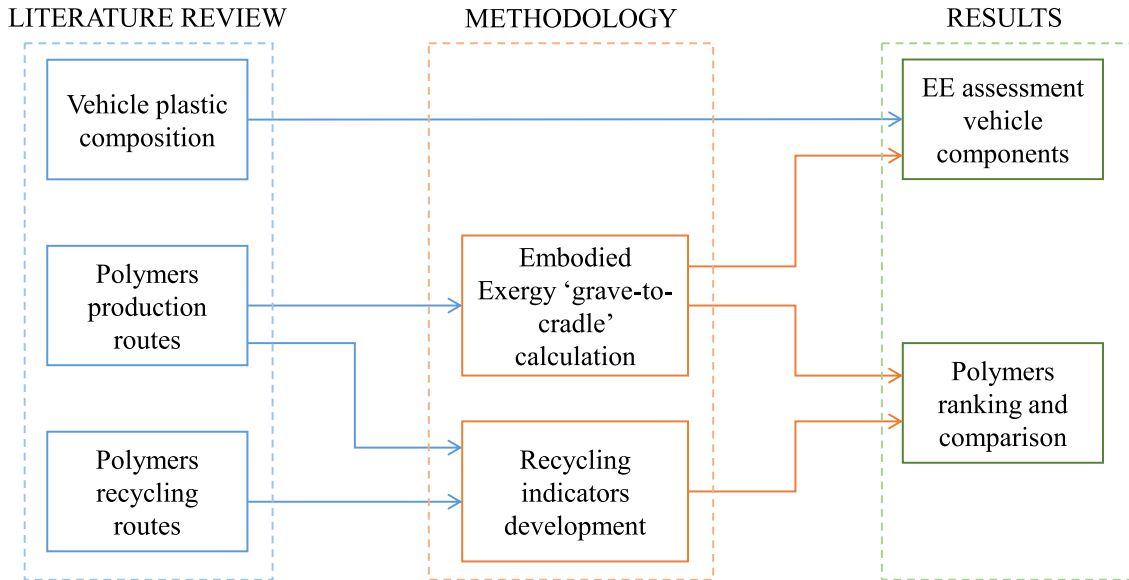 LITERATURE REVIEW
METHODOLOGY
RESULTS
Vehicle plastic
composition
Polymers
production
routes
Polymers
recycling
routes
Embodied
Exergy ‘grave-to-
cradle’
calculation
Recycling
indicators
development
EE assessment
vehicle
components
Polymers
ranking and
comparison